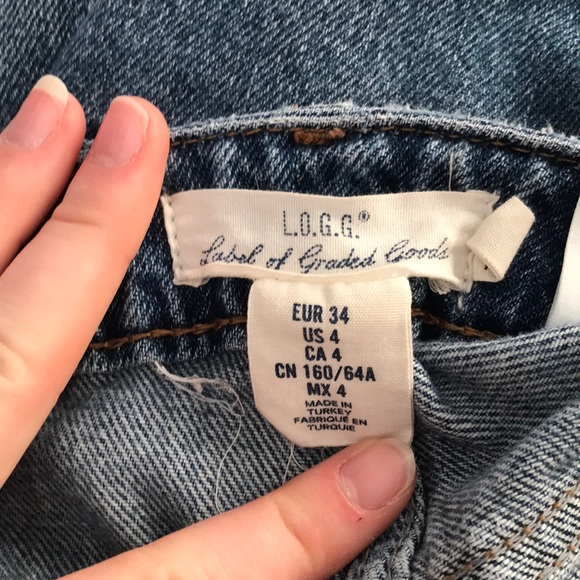 L.O.G.G.®
Label of Graded Goods
EUR 34
US 4
CA 4
CN 160/64A
MX 4
MADE IN
TURKEY
FABRIQUÉ EN
TURQUIE